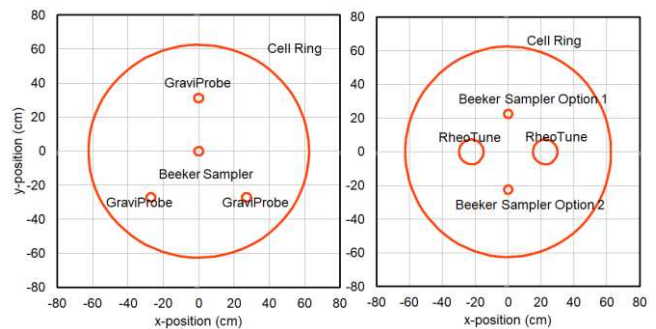 80
60
40
20
0
-20
-40
-60
-80
y-position (cm)
Cell Ring
GraviProbe
Beeker Sampler
GraviProbe
GraviProbe
-80 -60 -40 -20 0 20 40 60 80
x-position (cm)
80
60
40
20
0
-20
-40
-60
-80
Cell Ring
Beeker Sampler Option 1
RheoTune
RheoTune
Beeker Sampler Option 2
-80 -60 -40 -20 0 20 40 60 80
x-position (cm)